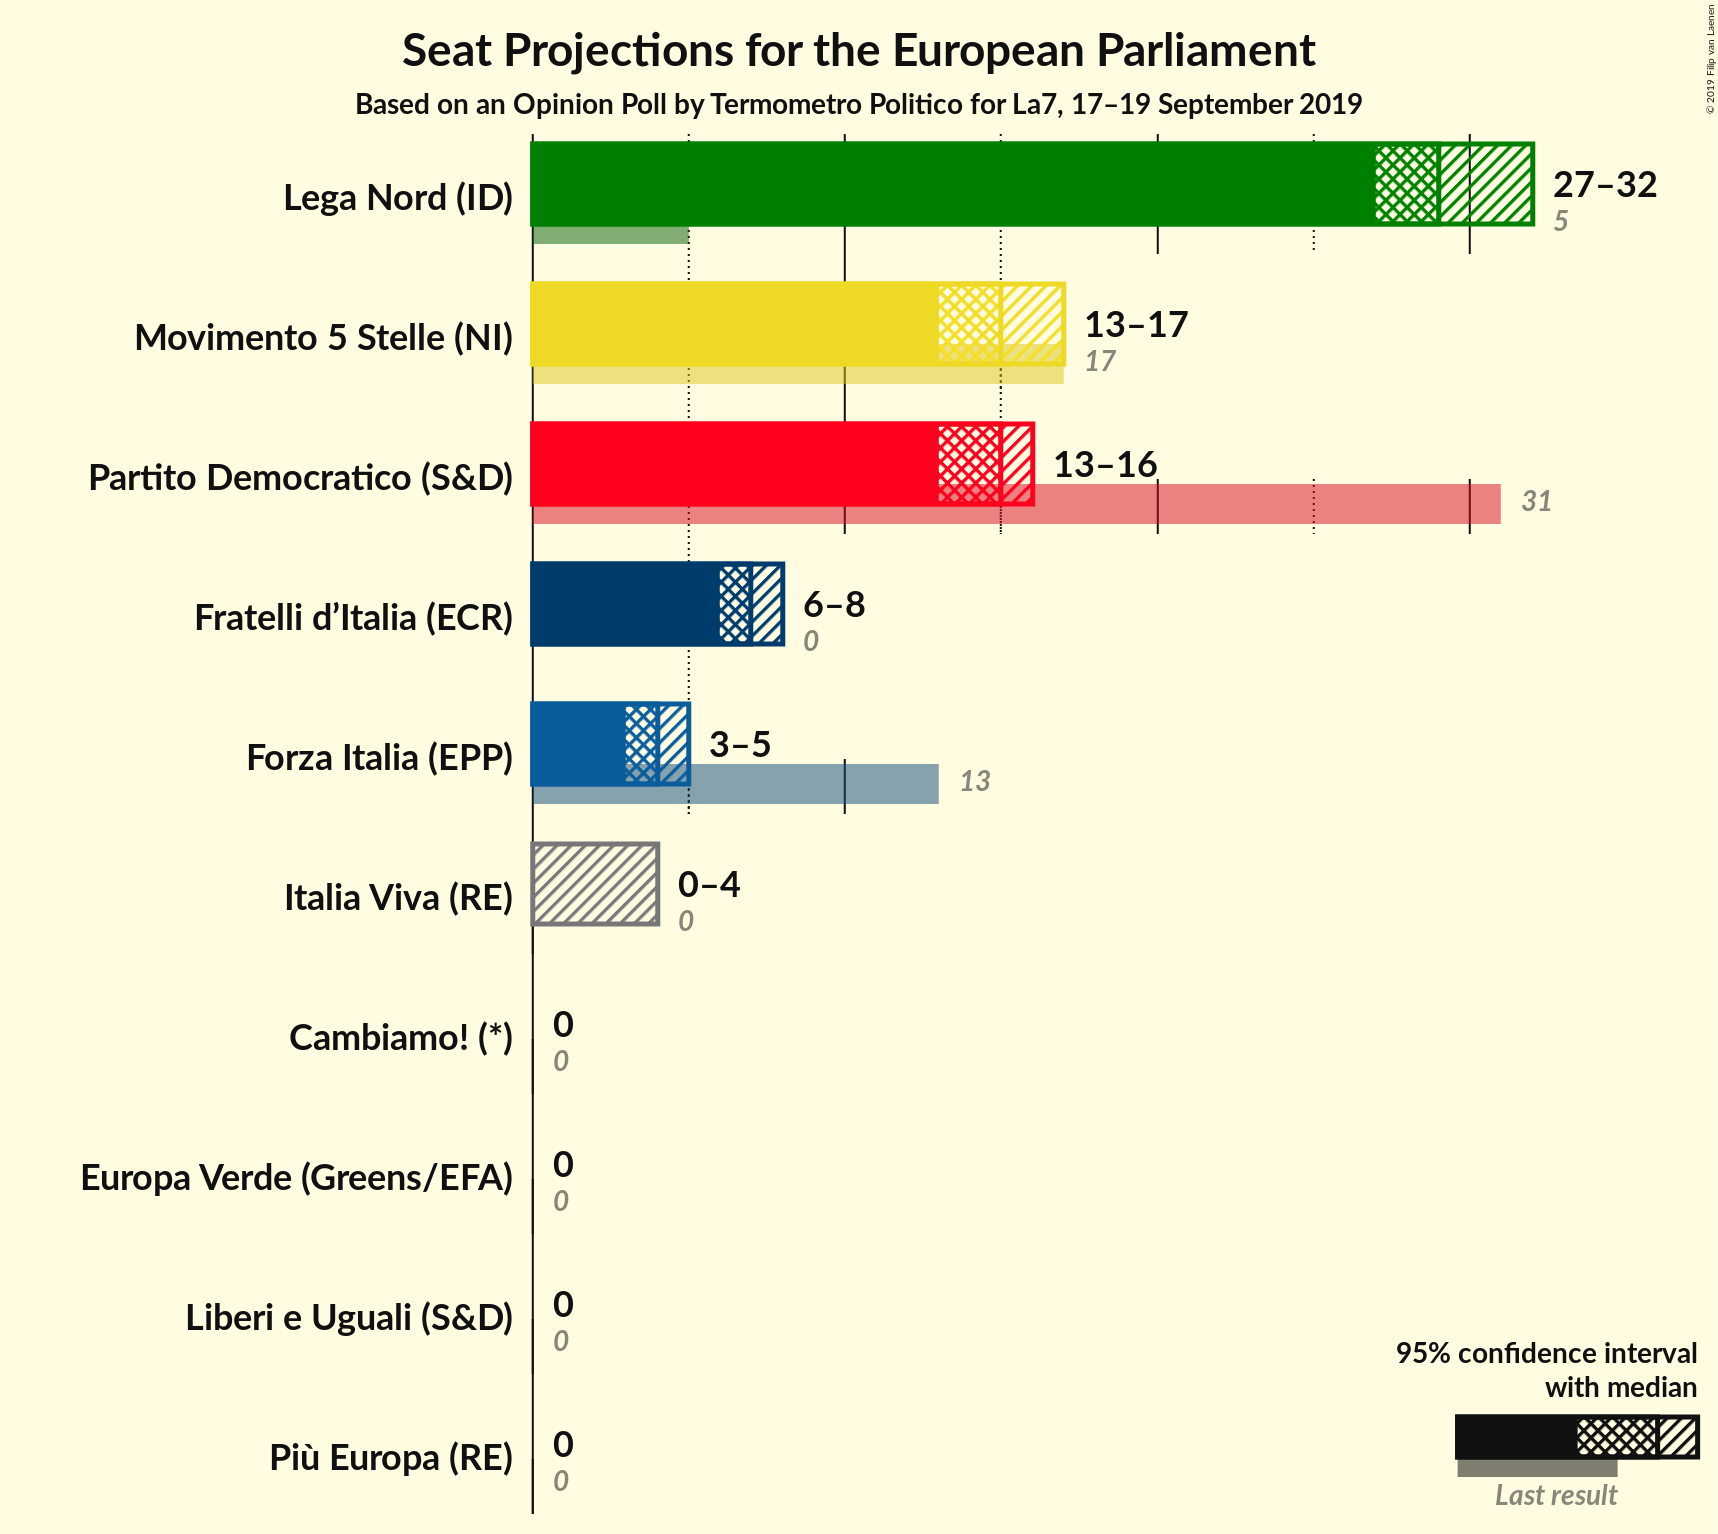 Seat Projections for the European Parliament
Based on an Opinion Poll by Termometro Politico for La7, 17–19 September 2019
© 2019 Filip van Laenen
Lega Nord (ID)
27–32
5
Movimento 5 Stelle (NI)
13–17
17
Partito Democratico (S&D)
13–16
31
Fratelli d’Italia (ECR)
6–8
0
Forza Italia (EPP)
3–5
13
Italia Viva (RE)
0–4
0
Cambiamo! (*)
0
0
Europa Verde (Greens/EFA)
0
0
Liberi e Uguali (S&D)
0
0
Più Europa (RE)
0
0
95% confidence interval
with median
Last result